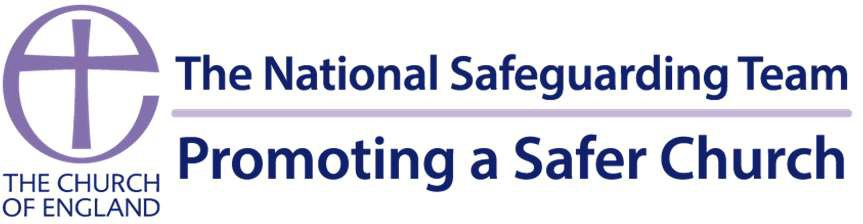 The National Safeguarding Team
Promoting a Safer Church
THE CHURCH
OF ENGLAND